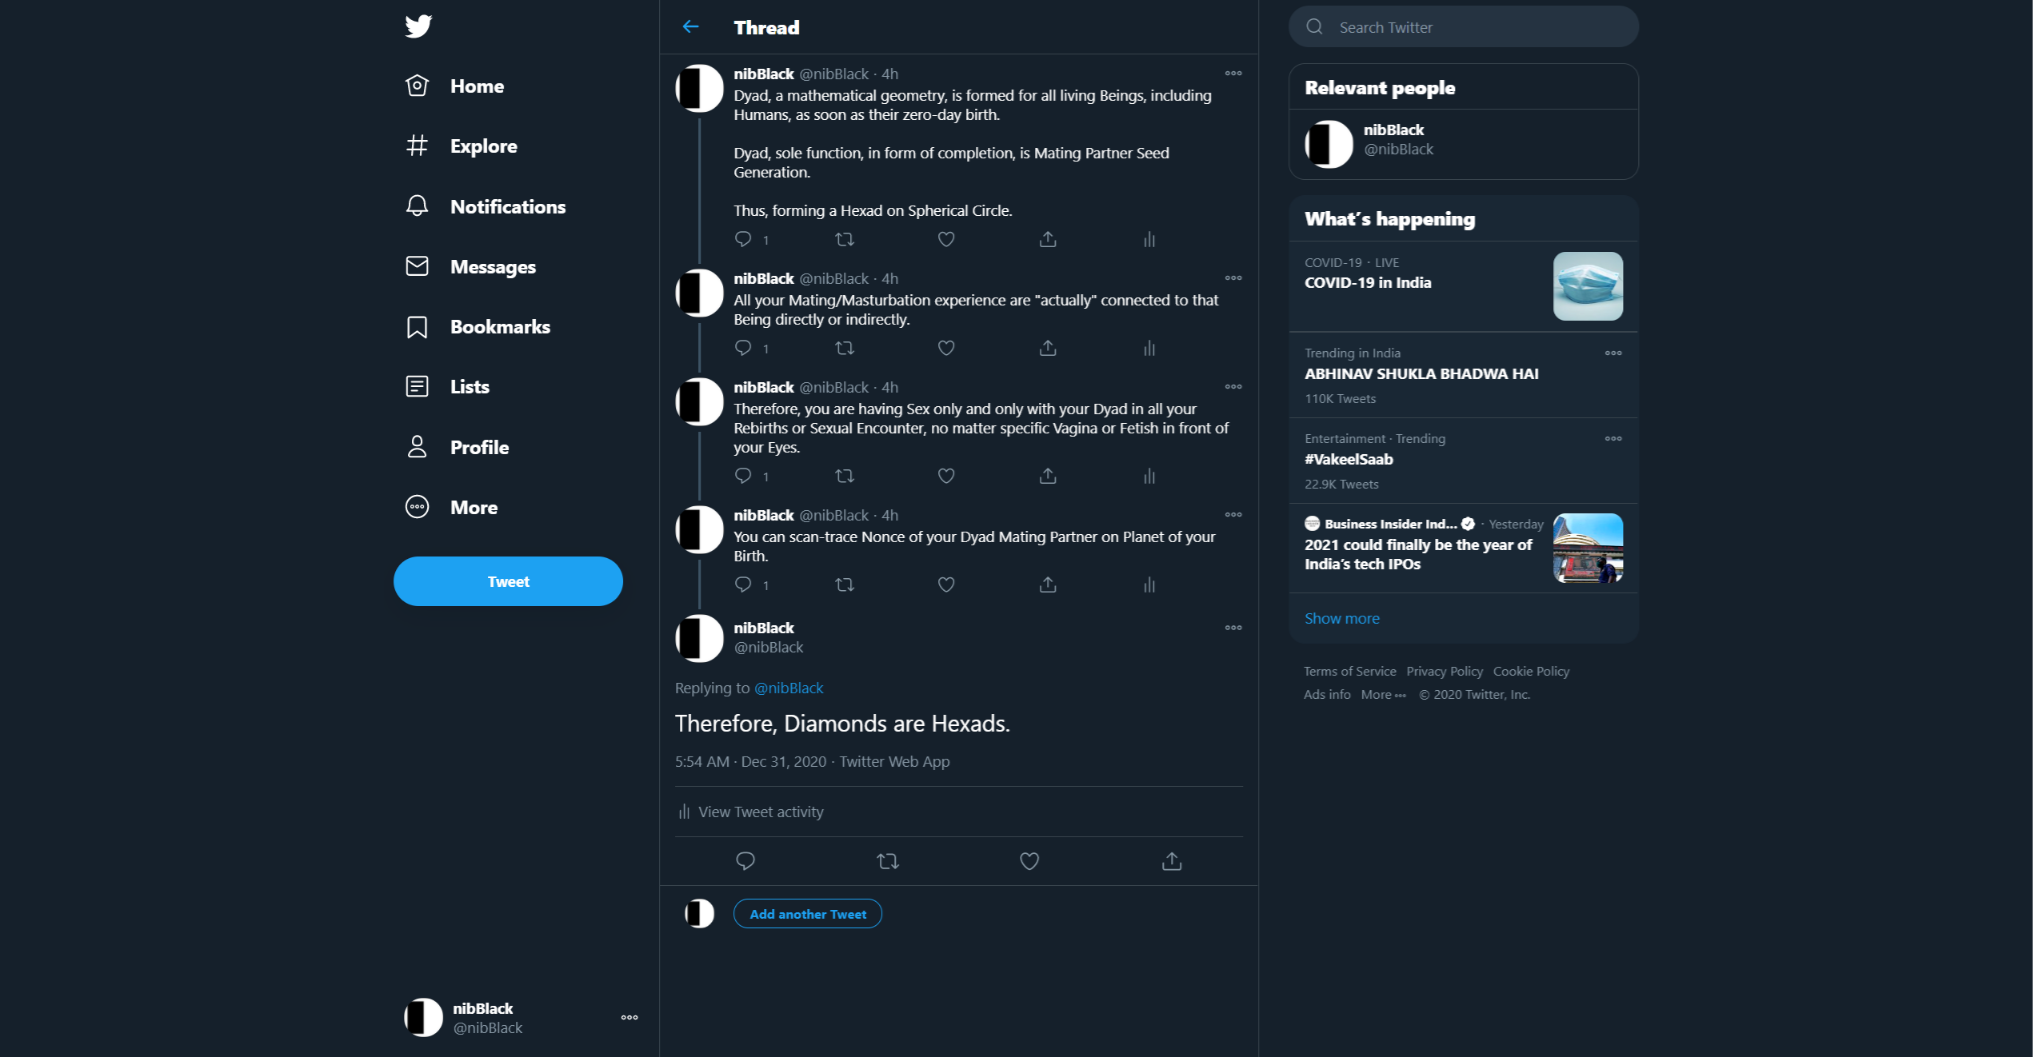 Home
Explore
Notifications
Messages
Bookmarks
Lists
Profile
More
Tweet
nibBlack
@nibBlack
Thread
nibBlack @nibBlack · 4h
Dyad, a mathematical geometry, is formed for all living Beings, including
Humans, as soon as their zero-day birth.
Dyad, sole function, in form of completion, is Mating Partner Seed
Generation.
Thus, forming a Hexad on Spherical Circle.
1
nibBlack @nibBlack · 4h
All your Mating/Masturbation experience are "actually" connected to that
Being directly or indirectly.
1
nibBlack @nibBlack · 4h
Therefore, you are having Sex only and only with your Dyad in all your
Rebirths or Sexual Encounter, no matter specific Vagina or Fetish in front of
your Eyes.
1
nibBlack @nibBlack · 4h
You can scan-trace Nonce of your Dyad Mating Partner on Planet of your
Birth.
1
nibBlack
@nibBlack
Replying to @nibBlack
Therefore, Diamonds are Hexads.
5:54 AM · Dec 31, 2020 · Twitter Web App
View Tweet activity
Add another Tweet
Search Twitter
Relevant people
nibBlack
@nibBlack
What's happening
COVID-19 · LIVE
COVID-19 in India
Trending in India
ABHINAV SHUKLA BHADWA HAI
110K Tweets
Entertainment · Trending
#VakeelSaab
22.9K Tweets
Business Insider Ind... · Yesterday
2021 could finally be the year of
India's tech IPOs
Show more
Terms of Service Privacy Policy Cookie Policy
Ads info More ··· © 2020 Twitter, Inc.